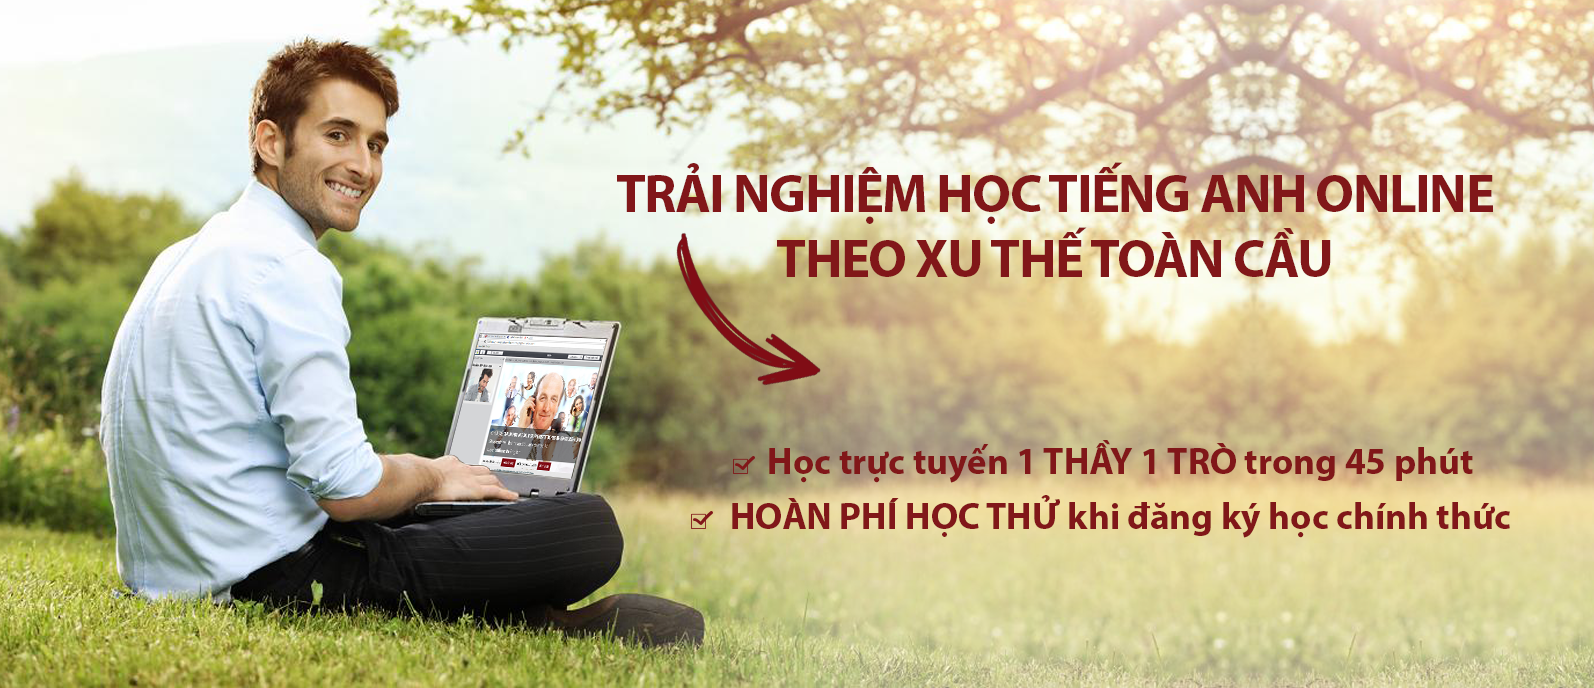 TRẢI NGHIỆM HỌC TIẾNG ANH ONLINE
THEO XU THẾ TOÀN CẦU
Học trực tuyến 1 THẦY 1 TRÒ trong 45 phút
HOÀN PHÍ HỌC THỬ khi đăng ký học chính thức